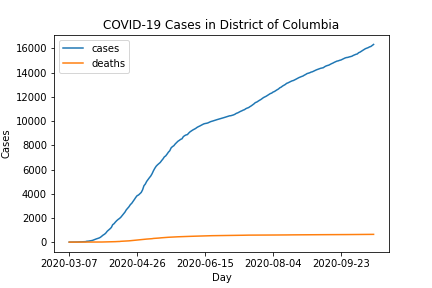 COVID-19 Cases in District of Columbia
cases
deaths
16000
14000
12000
10000
8000
6000
4000
2000
0
Cases
2020-03-07 2020-04-26 2020-06-15 2020-08-04 2020-09-23
Day